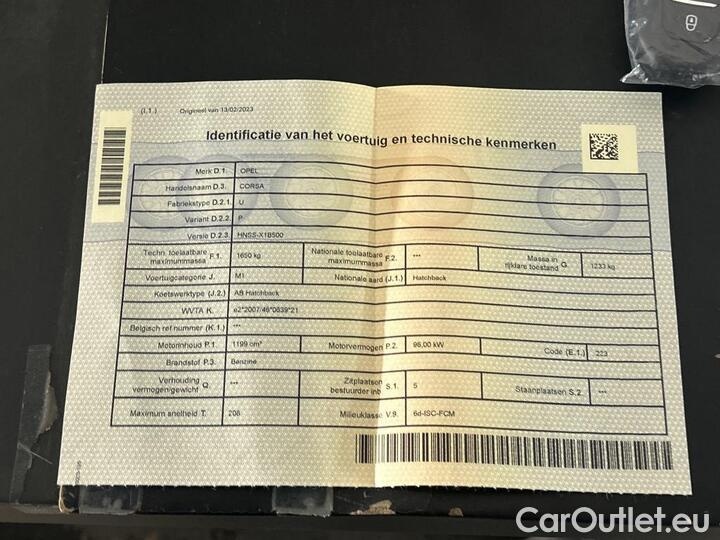 (I.1.) Origineel van 13/02/2023
Identificatie van het voertuig en technische kenmerken
Merk D.1. OPEL
Handelsnaam D.3. CORSA
Fabriekstype D.2.1. U
Variant D.2.2. P
Versie D.2.3. HNSS-X1B500
Techn. toelaatbare maximummassa F.1. 1650 kg Nationale toelaatbare maximummassa F.2. *** Massa in rijklare toestand G. 1233 kg
Voertuigcategorie J. M1 Nationale aard (J.1.) Hatchback
Koetswerktype (J.2.) AB Hatchback
WVTA K. e2*2007/46*0639*21
Belgisch ref nummer (K.1.) ***
Motorinhoud P.1. 1199 cm³ Motorvermogen P.2. 96,00 kW Code (E.1.) 223
Brandstof P.3. Benzine
Verhouding vermogen/gewicht Q. *** Zitplaatsen bestuurder inb S.1. 5 Staanplaatsen S.2. ***
Maximum snelheid T. 208 Milieuklasse V.9. 6d-ISC-FCM
CarOutlet.eu